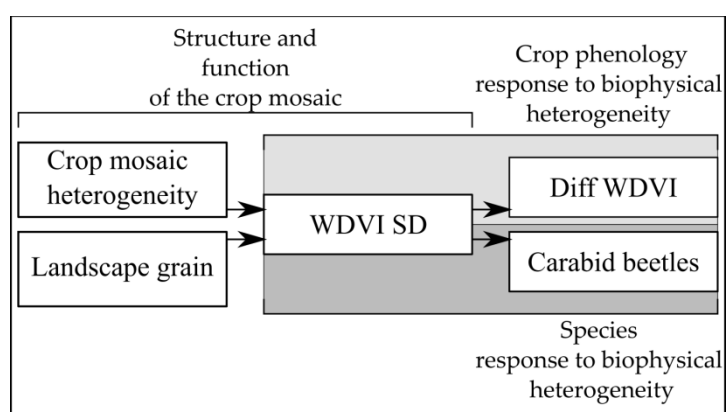 Structure and
function
of the crop mosaic
Crop phenology
response to biophysical
heterogeneity
Crop mosaic
heterogeneity
Landscape grain
WDVI SD
Diff WDVI
Carabid beetles
Species
response to biophysical
heterogeneity